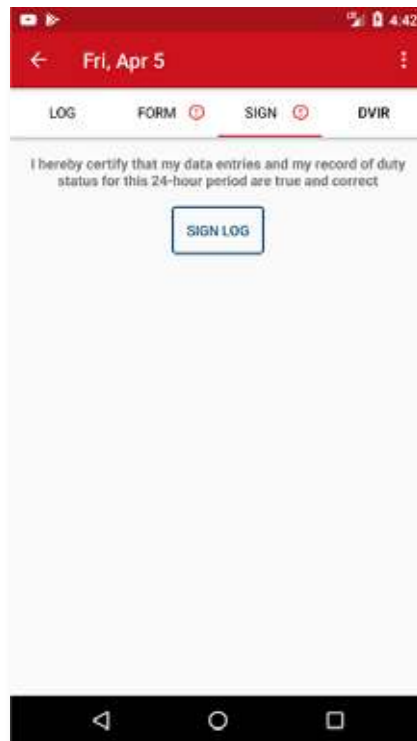 4:42
Fri, Apr 5
LOG FORM SIGN DVIR
I hereby certify that my data entries and my record of duty
status for this 24-hour period are true and correct
SIGN LOG